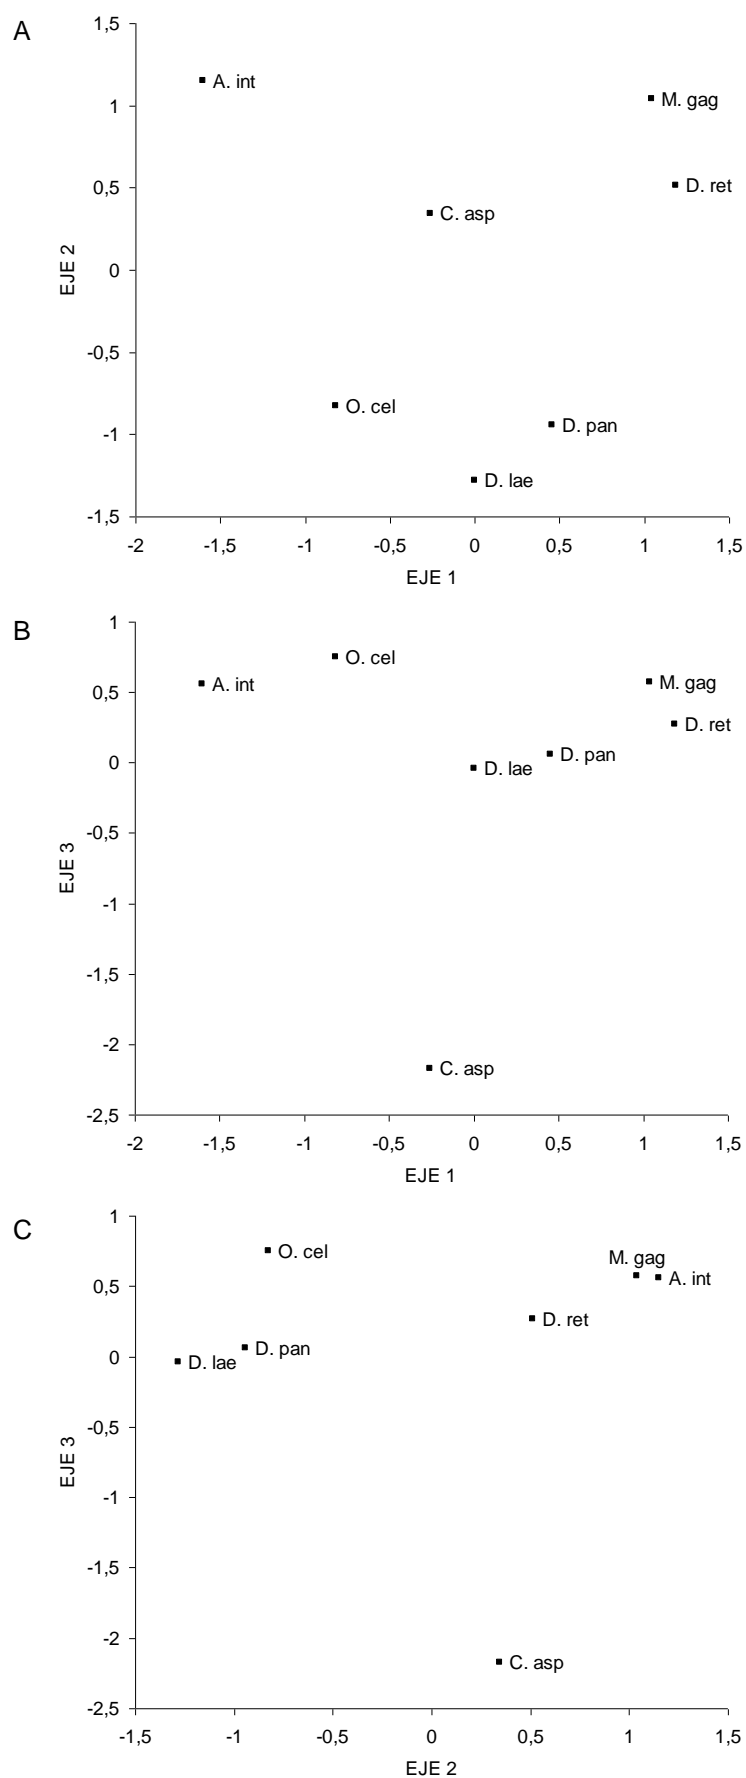 A
1,5
A. int
M. gag
1
D. ret
0,5
C. asp
EJE 2
0
-0,5
O. cel
D. pan
-1
D. lae
-1,5
-2 -1,5 -1 -0,5 0 0,5 1 1,5
EJE 1
B
1
O. cel
A. int
M. gag
0,5
D. ret
D. pan
D. lae
0
-0,5
EJE 3
-1
-1,5
-2
C. asp
-2,5
-2 -1,5 -1 -0,5 0 0,5 1 1,5
EJE 1
C
1
O. cel
M. gag
A. int
0,5
D. ret
D. pan
D. lae
0
-0,5
EJE 3
-1
-1,5
-2
C. asp
-2,5
-1,5 -1 -0,5 0 0,5 1 1,5
EJE 2